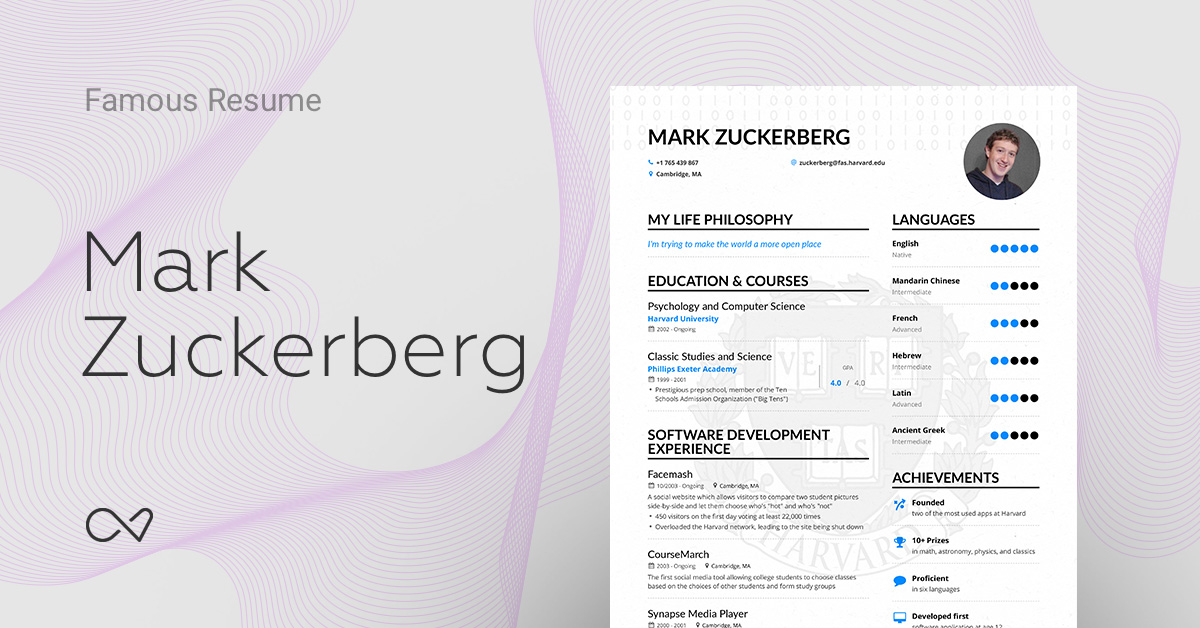 Famous Resume
Mark
Zuckerberg
MARK ZUCKERBERG
+1 765 439 867
zuckerberg@fas.harvard.edu
Cambridge, MA
MY LIFE PHILOSOPHY
I'm trying to make the world a more open place
EDUCATION & COURSES
Psychology and Computer Science
Harvard University
2002 - Ongoing
Classic Studies and Science
Phillips Exeter Academy
1999 - 2001
• Prestigious prep school, member of the Ten
Schools Admission Organization ("Big Tens")
GPA
4.0 / 4.0
SOFTWARE DEVELOPMENT
EXPERIENCE
Facemash
10/2003 - Ongoing Cambridge, MA
A social website which allows visitors to compare two student pictures
side-by-side and let them choose who's "hot" and who's "not"
• 450 visitors on the first day voting at least 22,000 times
• Overloaded the Harvard network, leading to the site being shut down
CourseMarch
2003 - Ongoing Cambridge, MA
The first social media tool allowing college students to choose classes
based on the choices of other students and form study groups
Synapse Media Player
2000 - 2001 Cambridge, MA
LANGUAGES
English
Native
Mandarin Chinese
Intermediate
French
Advanced
Hebrew
Intermediate
Latin
Advanced
Ancient Greek
Intermediate
ACHIEVEMENTS
Founded
two of the most used apps at Harvard
10+ Prizes
in math, astronomy, physics, and classics
Proficient
in six languages
Developed first
software application at age 12
VE RI
FAS
HARVARD